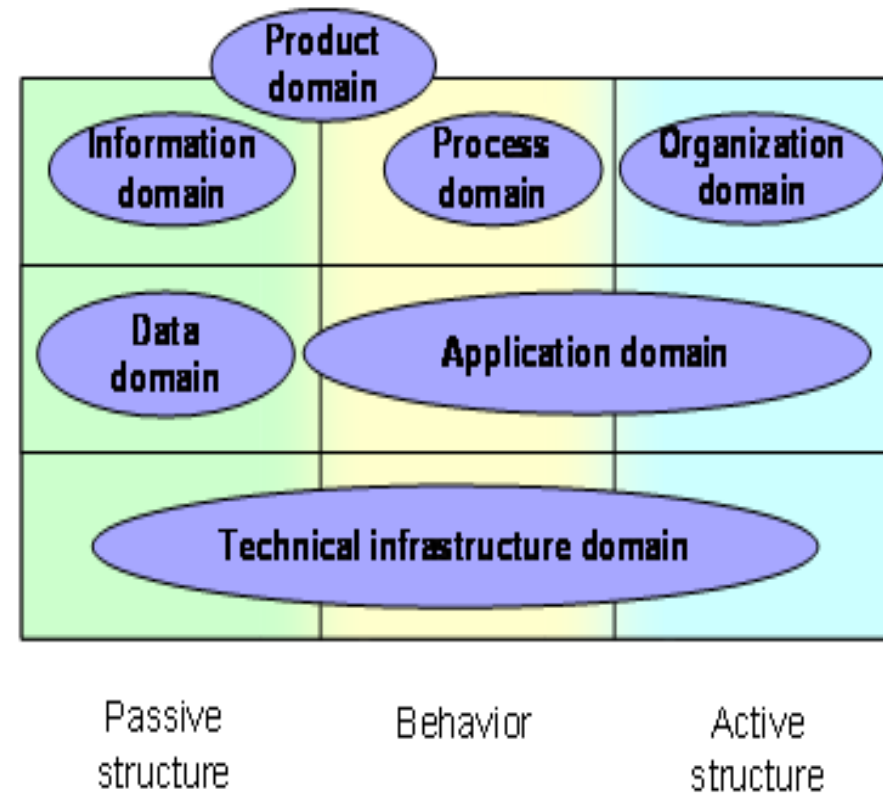 Product
domain
Information
domain
Process
domain
Organization
domain
Data
domain
Application domain
Technical infrastructure domain
Passive
structure
Behavior
Active
structure